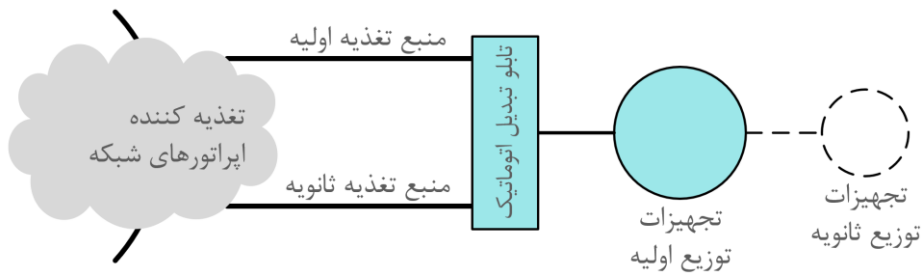 منبع تغذیه اولیه
تابلو تبدیل اتوماتیک
تغذیه کننده
اپراتورهای شبکه
منبع تغذیه ثانویه
تجهیزات
توزیع اولیه
تجهیزات
توزیع ثانویه